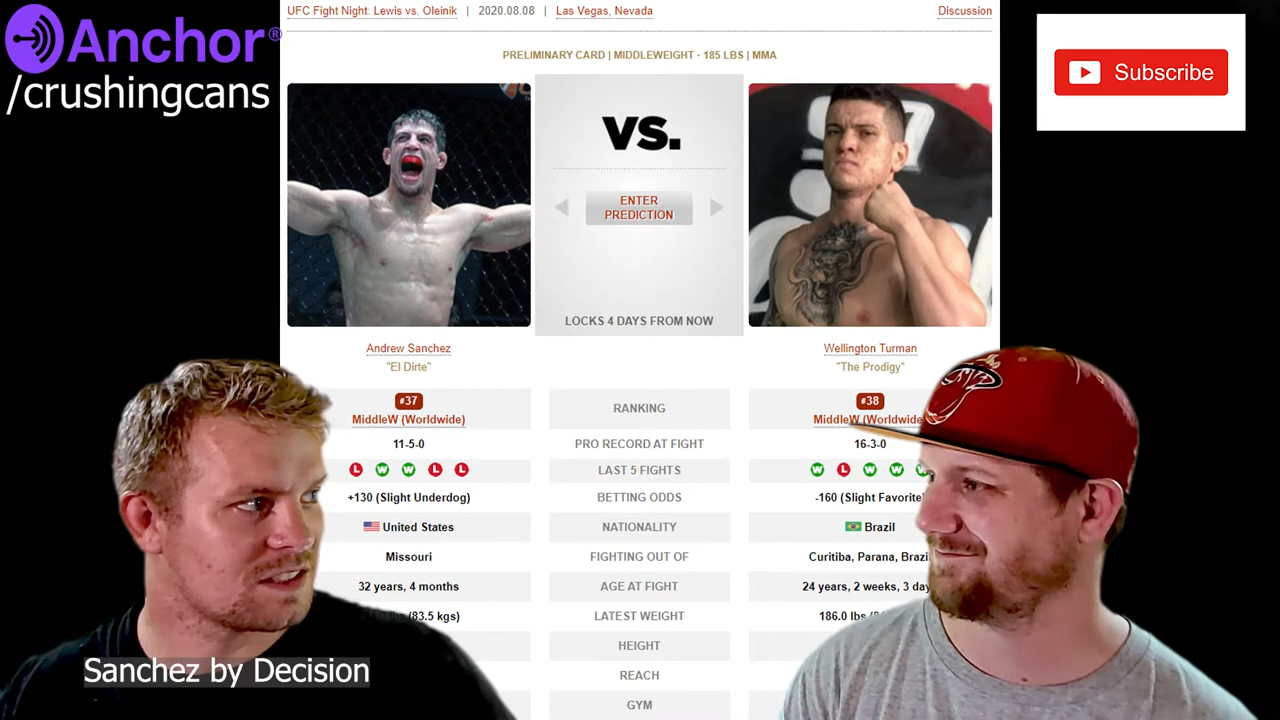 Anchor®
/crushingcans
UFC Fight Night: Lewis vs. Oleinik | 2020.08.08 | Las Vegas, Nevada
Discussion
Subscribe
PRELIMINARY CARD | MIDDLEWEIGHT · 185 LBS | MMA
VS.
ENTER
PREDICTION
LOCKS 4 DAYS FROM NOW
Andrew Sanchez
"El Dirte"
Wellington Turman
"The Prodigy"
#37
MiddleW (Worldwide)
RANKING
#38
MiddleW (Worldwide
11-5-0
PRO RECORD AT FIGHT
16-3-0
L W W L L
LAST 5 FIGHTS
W L W W W
+130 (Slight Underdog)
BETTING ODDS
-160 (Slight Favorite)
United States
NATIONALITY
Brazil
Missouri
FIGHTING OUT OF
Curitiba, Parana, Brazi
32 years, 4 months
AGE AT FIGHT
24 years, 2 weeks, 3 day
lbs (83.5 kgs)
LATEST WEIGHT
186.0 lbs
HEIGHT
REACH
GYM
Sanchez by Decision